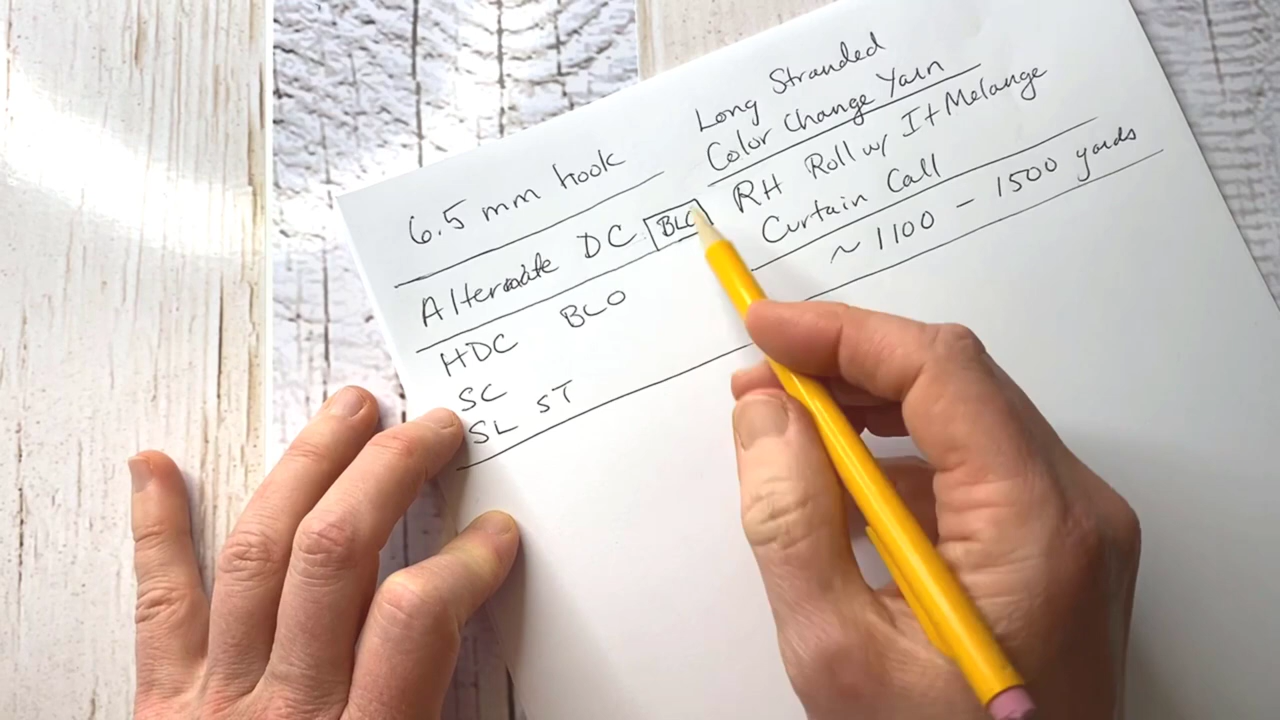 6.5 mm hook
Alternate DC BLO
HDC BLO
SC
SL ST
Long Stranded
Color Change Yarn
RH Roll w/ It Melange
Curtain Call
~ 1100 - 1500 yards